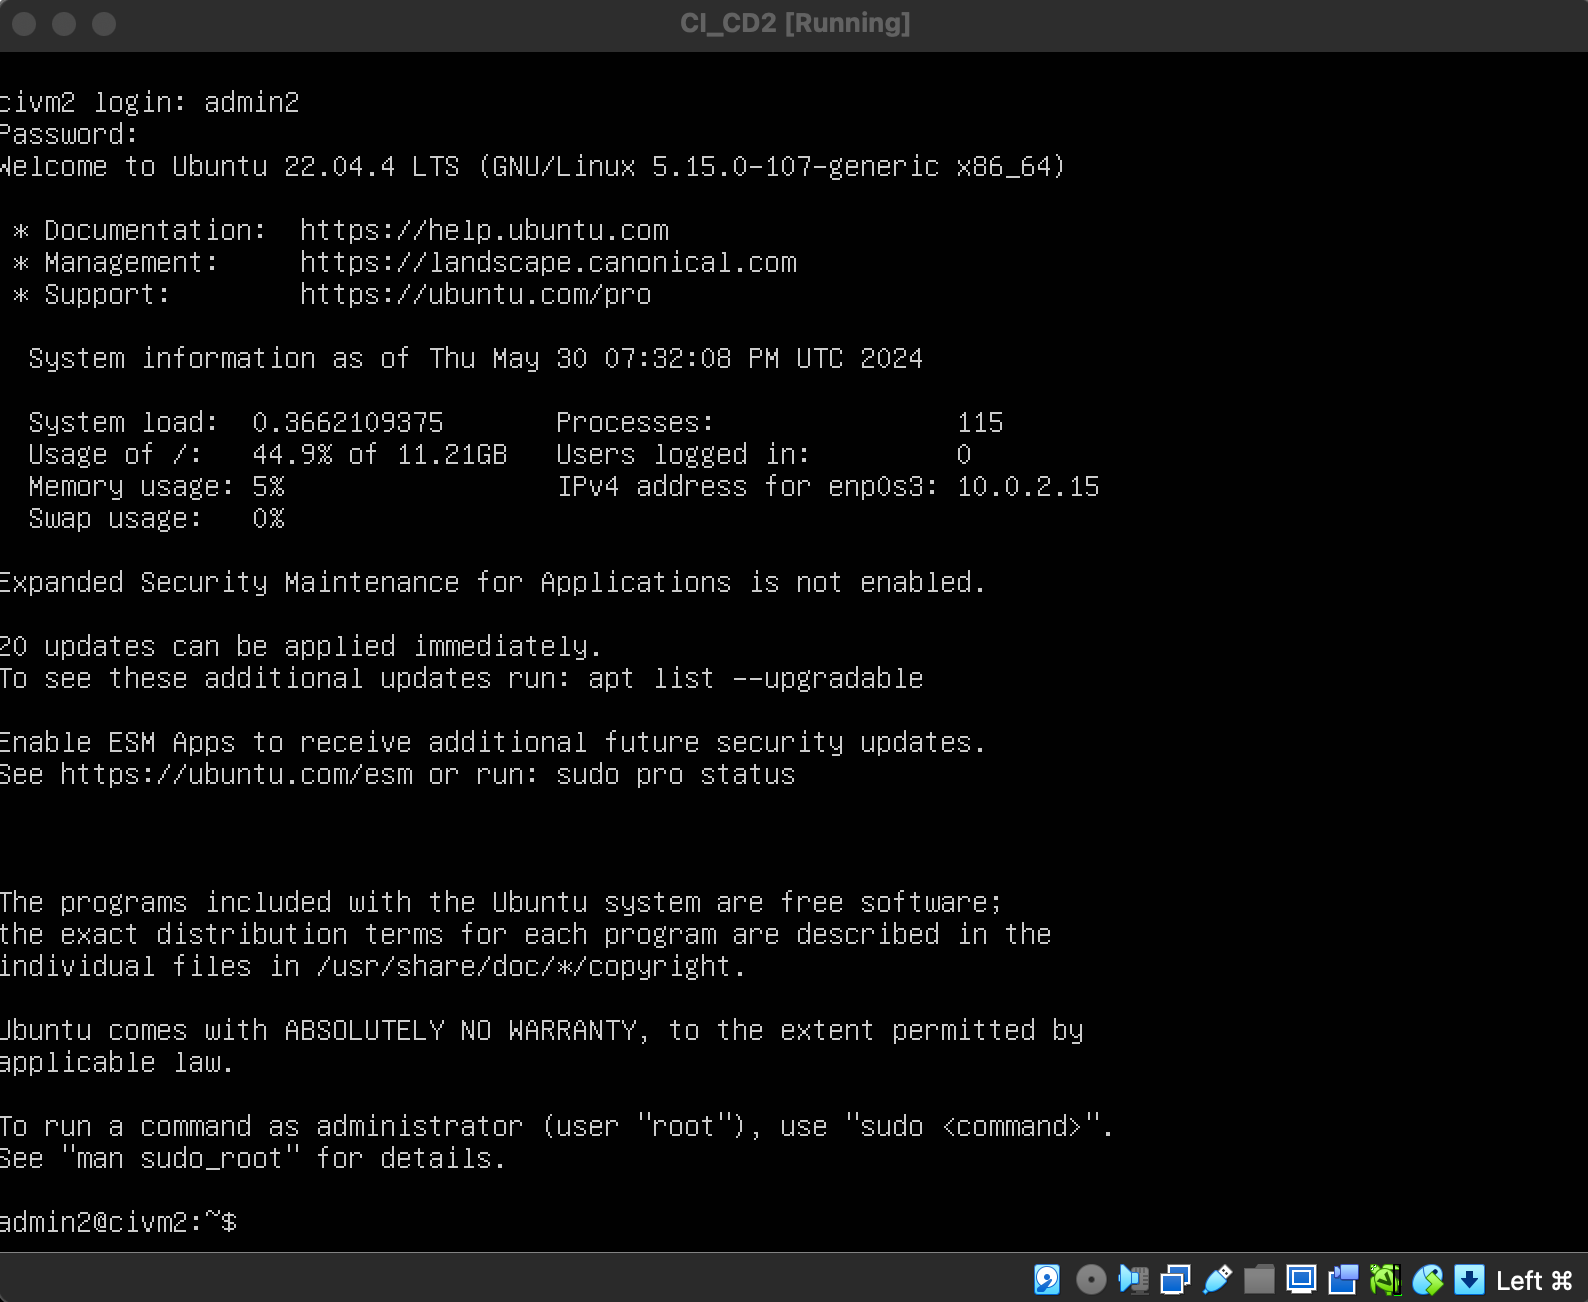 CI_CD2 [Running]
civm2 login: admin2
Password:
Welcome to Ubuntu 22.04.4 LTS (GNU/Linux 5.15.0-107-generic x86_64)
* Documentation:  https://help.ubuntu.com
* Management:     https://landscape.canonical.com
* Support:        https://ubuntu.com/pro
System information as of Thu May 30 07:32:08 PM UTC 2024
System load:  0.3662109375       Processes:               115
Usage of /:   44.9% of 11.21GB   Users logged in:         0
Memory usage: 5%                 IPv4 address for enp0s3: 10.0.2.15
Swap usage:   0%
Expanded Security Maintenance for Applications is not enabled.
20 updates can be applied immediately.
To see these additional updates run: apt list --upgradable
Enable ESM Apps to receive additional future security updates.
See https://ubuntu.com/esm or run: sudo pro status
The programs included with the Ubuntu system are free software;
the exact distribution terms for each program are described in the
individual files in /usr/share/doc/*/copyright.
Ubuntu comes with ABSOLUTELY NO WARRANTY, to the extent permitted by
applicable law.
To run a command as administrator (user "root"), use "sudo <command>".
See "man sudo_root" for details.
admin2@civm2:~$
Left ⌘